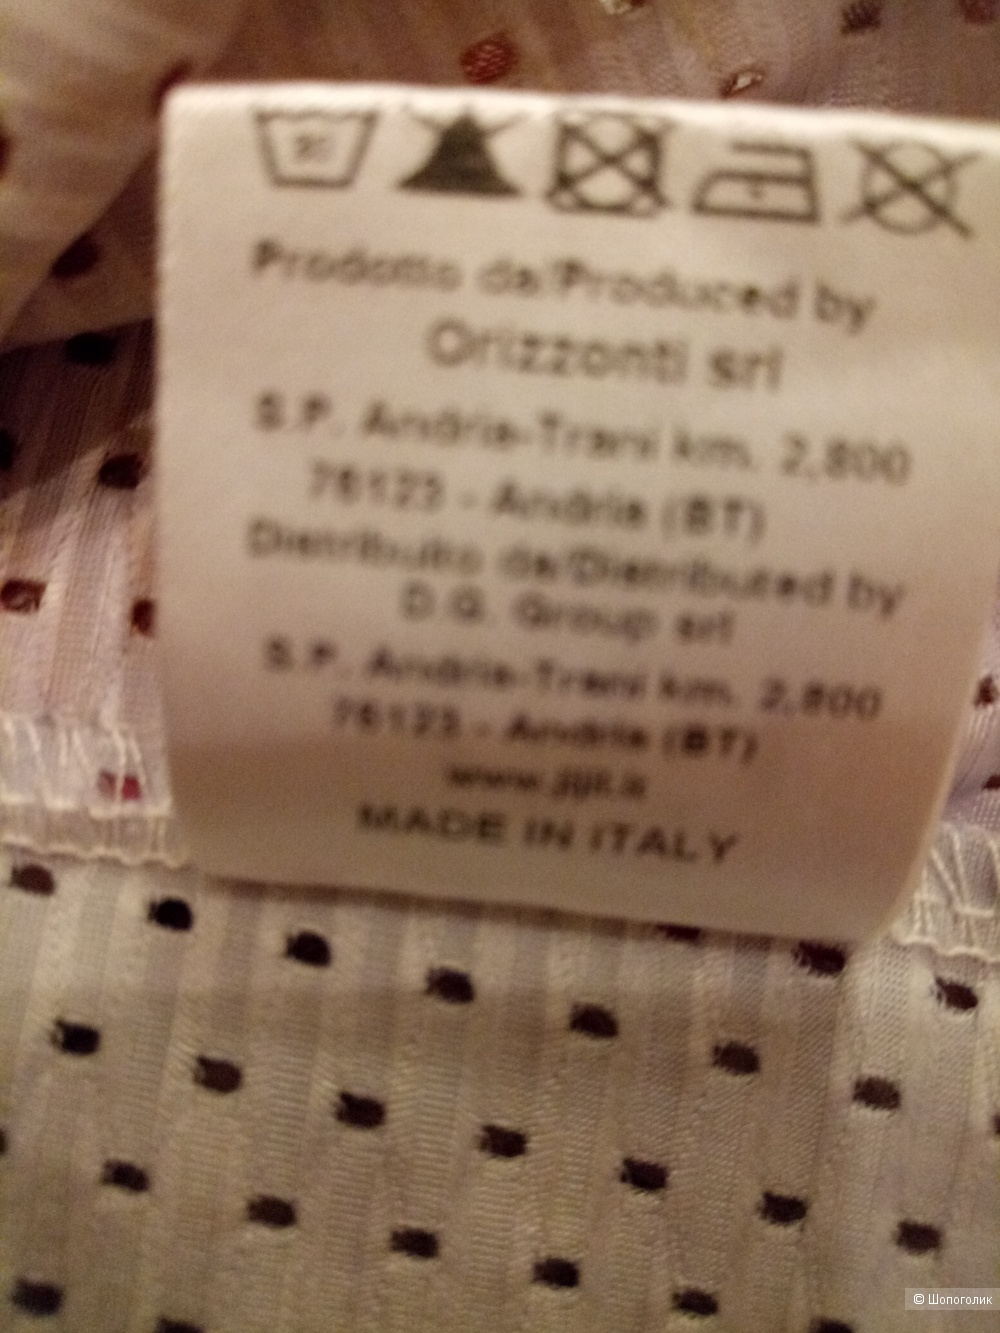 Prodotto da/Produced by
Orizzonti srl
S.P. Andria-Trani km. 2,800
76123 - Andria (BT)
Distribuito da/Distributed by
D.G. Group srl
S.P. Andria-Trani km. 2,800
76123 - Andria (BT)
MADE IN ITALY
© Шопоголик